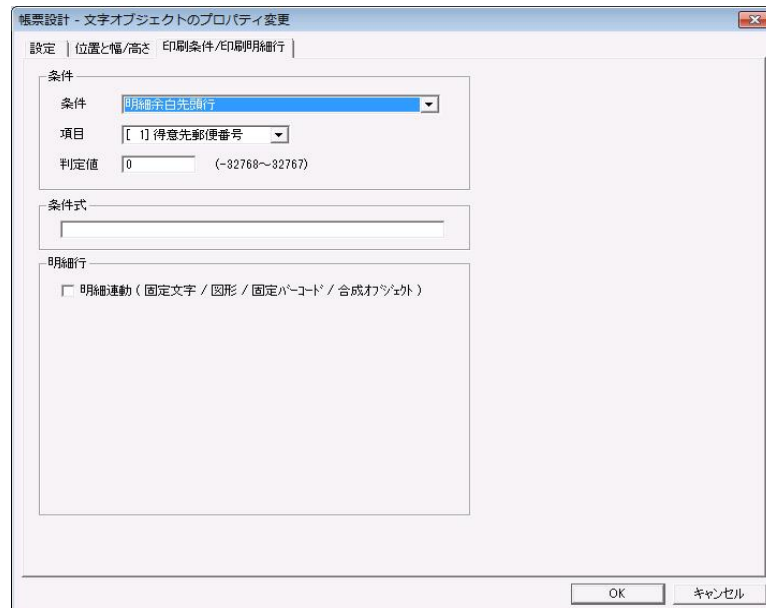 帳票設計 - 文字オブジェクトのプロパティ変更
設定 位置と幅/高さ 印刷条件/印刷明細行
条件
条件 明細余白先頭行
項目 [ 1] 得意先郵便番号
判定値 0 (-32768～32767)
条件式
明細行
明細連動 ( 固定文字 / 図形 / 固定ﾊﾞｰｺｰﾄﾞ / 合成ｵﾌﾞｼﾞｪｸﾄ )
OK キャンセル